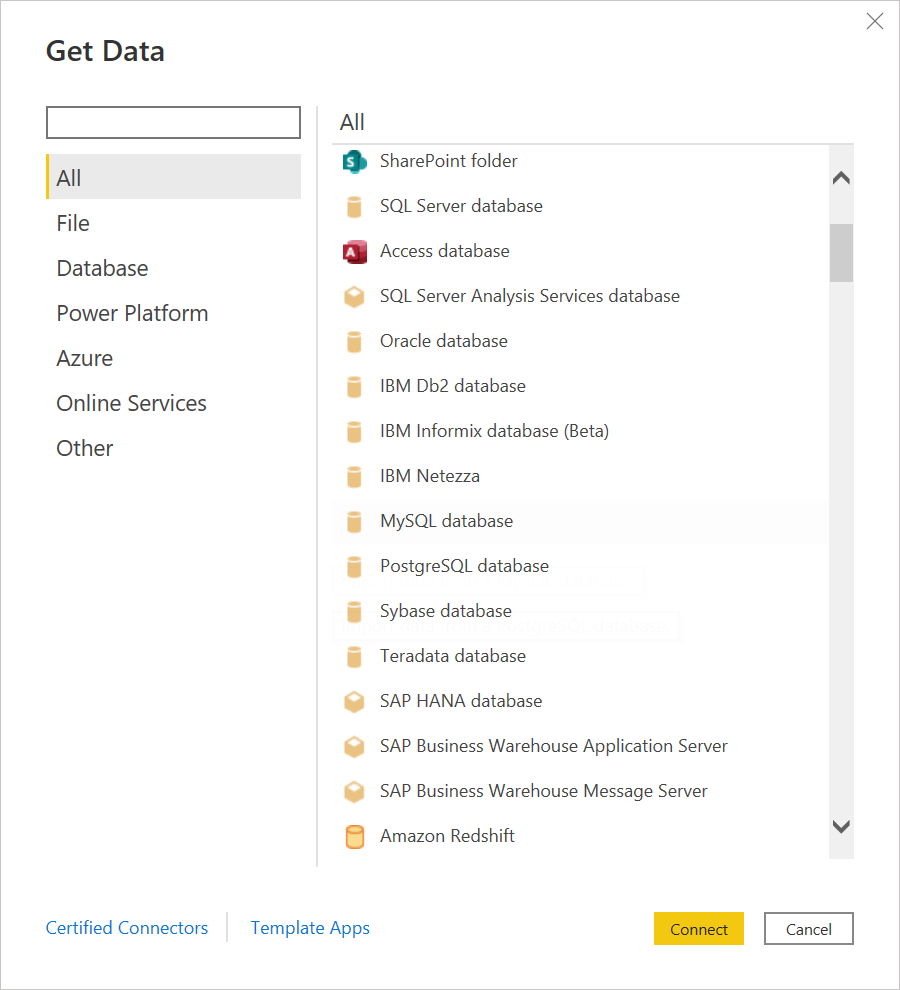 Get Data
All
File
Database
Power Platform
Azure
Online Services
Other
All
SharePoint folder
SQL Server database
Access database
SQL Server Analysis Services database
Oracle database
IBM Db2 database
IBM Informix database (Beta)
IBM Netezza
MySQL database
PostgreSQL database
Sybase database
Teradata database
SAP HANA database
SAP Business Warehouse Application Server
SAP Business Warehouse Message Server
Amazon Redshift
Certified Connectors
Template Apps
Connect
Cancel